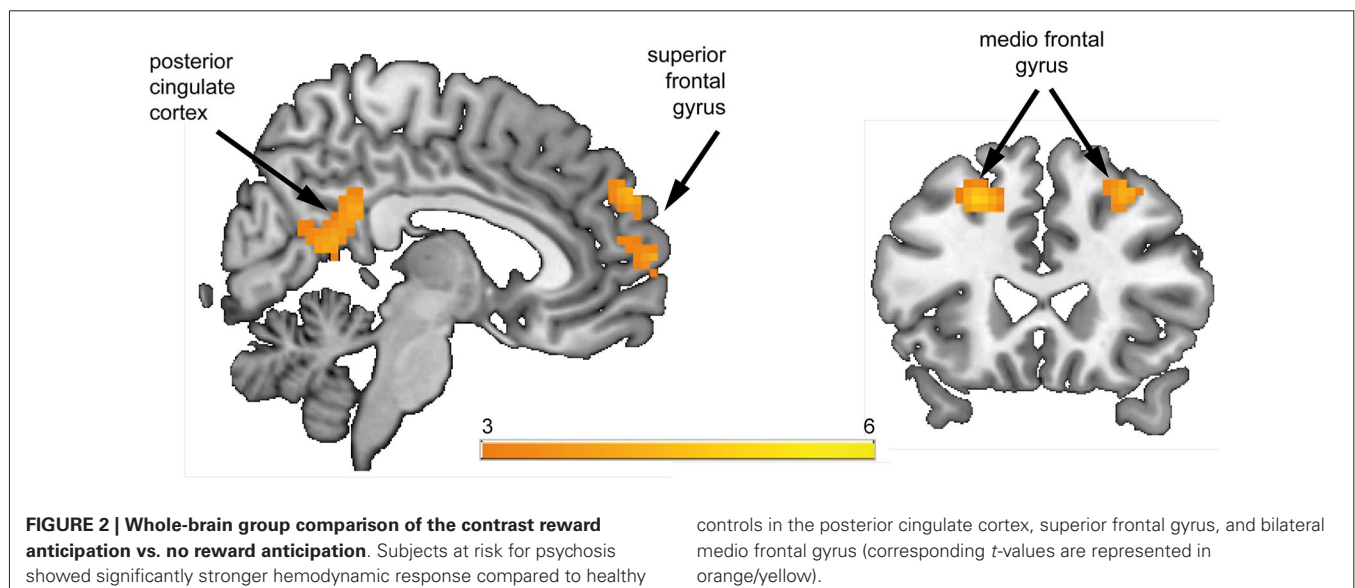 posterior
cingulate
cortex
superior
frontal
gyrus
medio frontal
gyrus
3
6
FIGURE 2 | Whole-brain group comparison of the contrast reward
anticipation vs. no reward anticipation. Subjects at risk for psychosis
showed significantly stronger hemodynamic response compared to healthy
controls in the posterior cingulate cortex, superior frontal gyrus, and bilateral
medio frontal gyrus (corresponding t-values are represented in
orange/yellow).